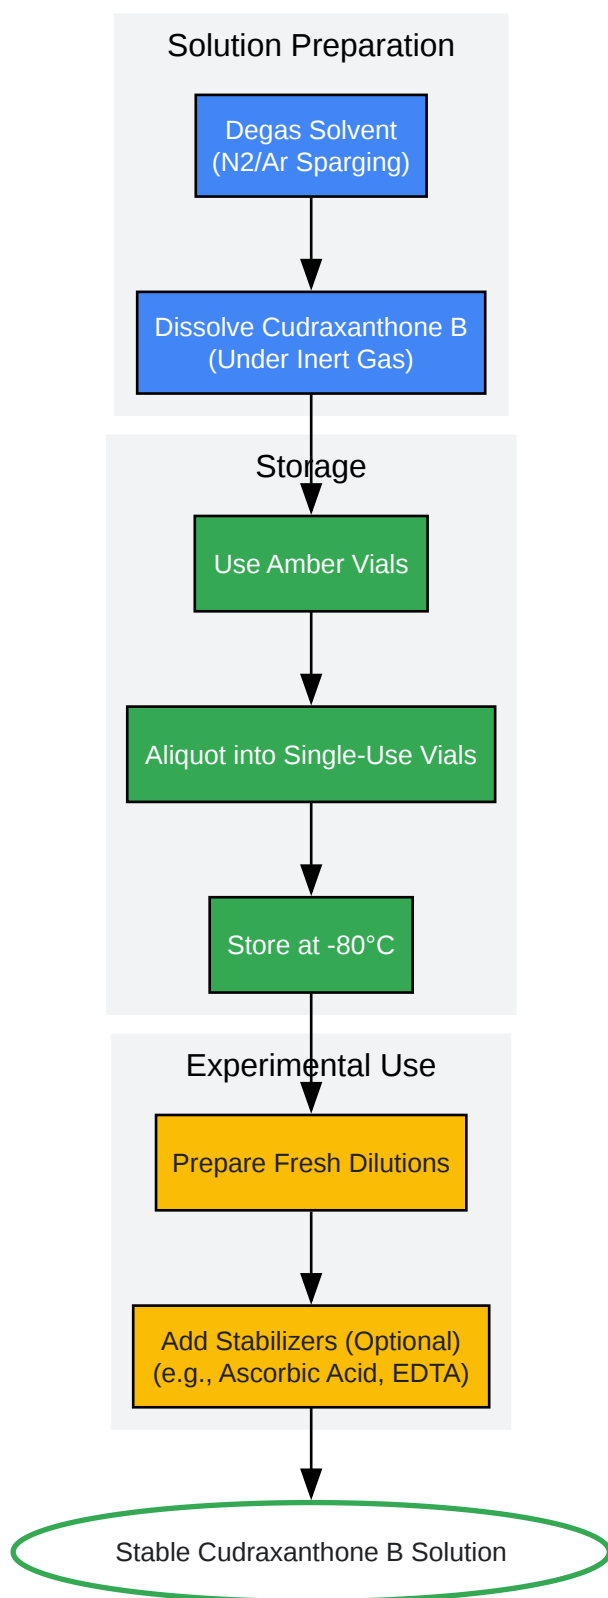 Solution Preparation
Degas Solvent
(N2/Ar Sparging)
Dissolve Cudraxanthone B
(Under Inert Gas)
Storage
Use Amber Vials
Aliquot into Single-Use Vials
Store at -80°C
Experimental Use
Prepare Fresh Dilutions
Add Stabilizers (Optional)
(e.g., Ascorbic Acid, EDTA)
Stable Cudraxanthone B Solution